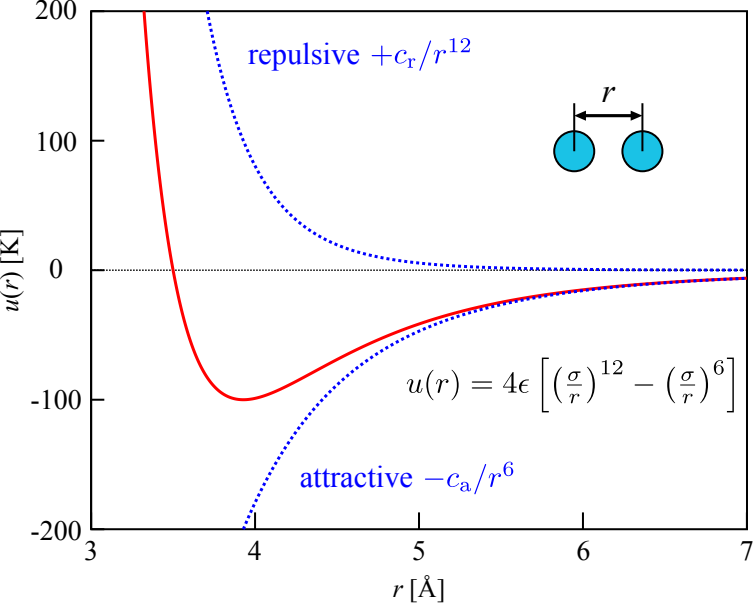 200
repulsive +c_r/r^12
r
100
u(r) [K]
0
u(r) = 4ϵ [(σ/r)^12 − (σ/r)^6]
-100
attractive −c_a/r^6
-200
3 4 5 6 7
r [Å]